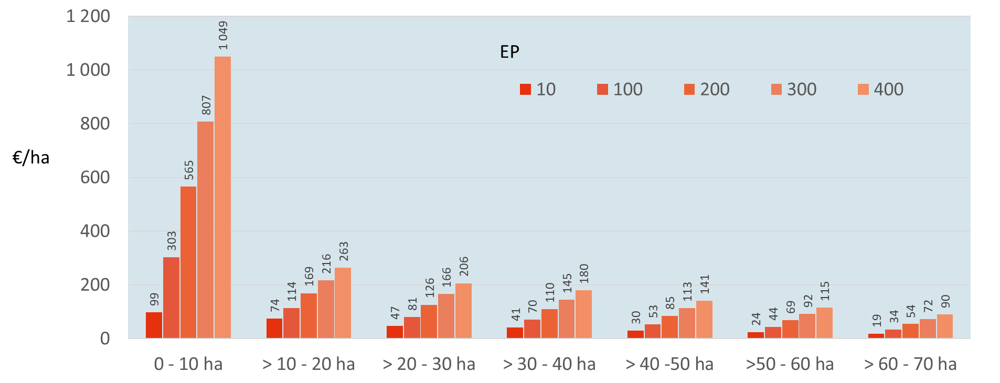 1 200
1 000
800
600
400
200
0
€/ha
EP
10 100 200 300 400
99 303 565 807 1 049
74 114 169 216 263
47 81 126 166 206
41 70 110 145 180
30 53 85 113 141
24 44 69 92 115
19 34 54 72 90
0 - 10 ha > 10 - 20 ha > 20 - 30 ha > 30 - 40 ha > 40 -50 ha >50 - 60 ha > 60 - 70 ha